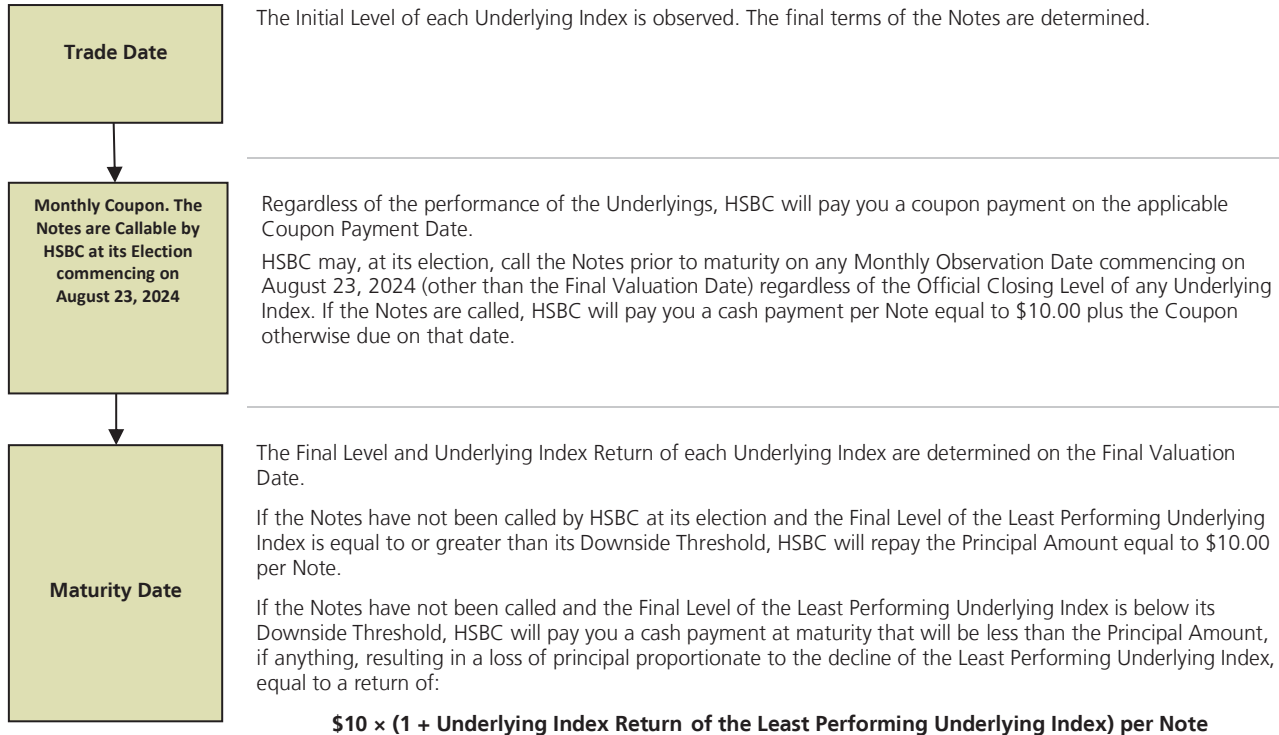 Trade Date
The Initial Level of each Underlying Index is observed. The final terms of the Notes are determined.
Monthly Coupon. The
Notes are Callable by
HSBC at its Election
commencing on
August 23, 2024
Regardless of the performance of the Underlyings, HSBC will pay you a coupon payment on the applicable
Coupon Payment Date.
HSBC may, at its election, call the Notes prior to maturity on any Monthly Observation Date commencing on
August 23, 2024 (other than the Final Valuation Date) regardless of the Official Closing Level of any Underlying
Index. If the Notes are called, HSBC will pay you a cash payment per Note equal to $10.00 plus the Coupon
otherwise due on that date.
Maturity Date
The Final Level and Underlying Index Return of each Underlying Index are determined on the Final Valuation
Date.
If the Notes have not been called by HSBC at its election and the Final Level of the Least Performing Underlying
Index is equal to or greater than its Downside Threshold, HSBC will repay the Principal Amount equal to $10.00
per Note.
If the Notes have not been called and the Final Level of the Least Performing Underlying Index is below its
Downside Threshold, HSBC will pay you a cash payment at maturity that will be less than the Principal Amount,
if anything, resulting in a loss of principal proportionate to the decline of the Least Performing Underlying Index,
equal to a return of:
$10 × (1 + Underlying Index Return of the Least Performing Underlying Index) per Note